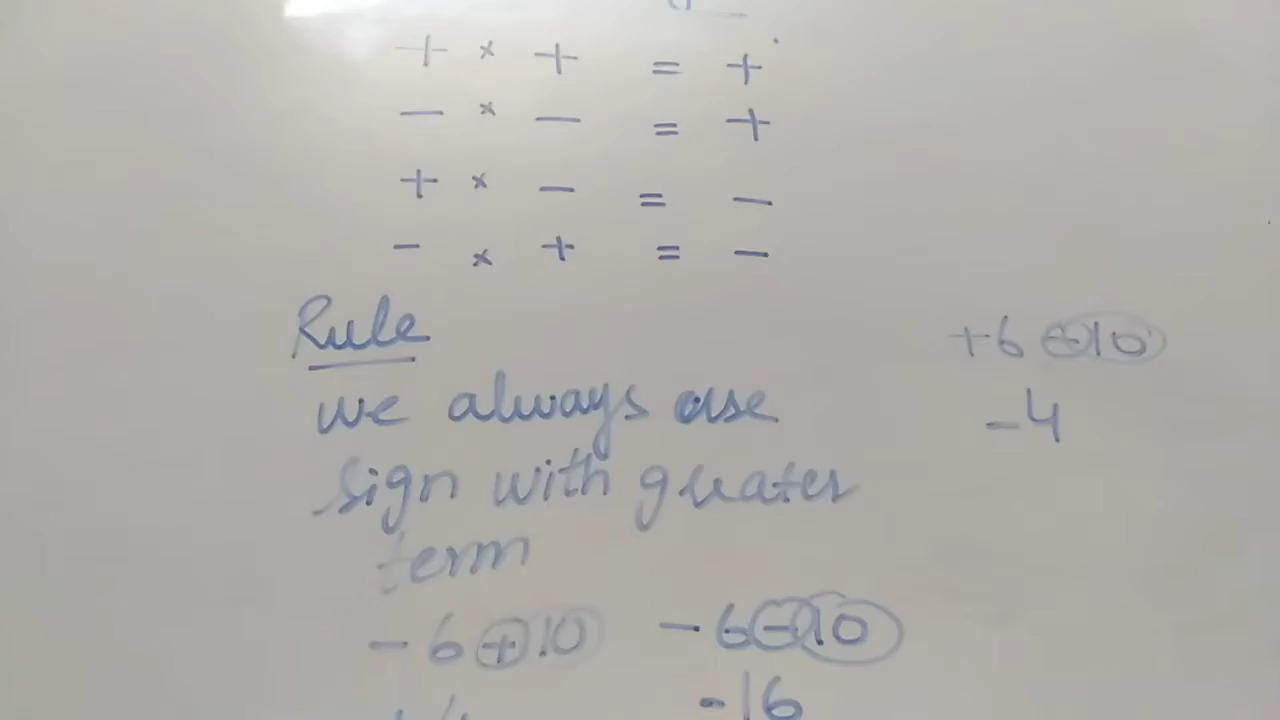 + × + = +
− × − = +
+ × − = −
− × + = −
Rule
we always use
sign with greater
term
+6 −10
−4
−6 +10
−6 −10
−16